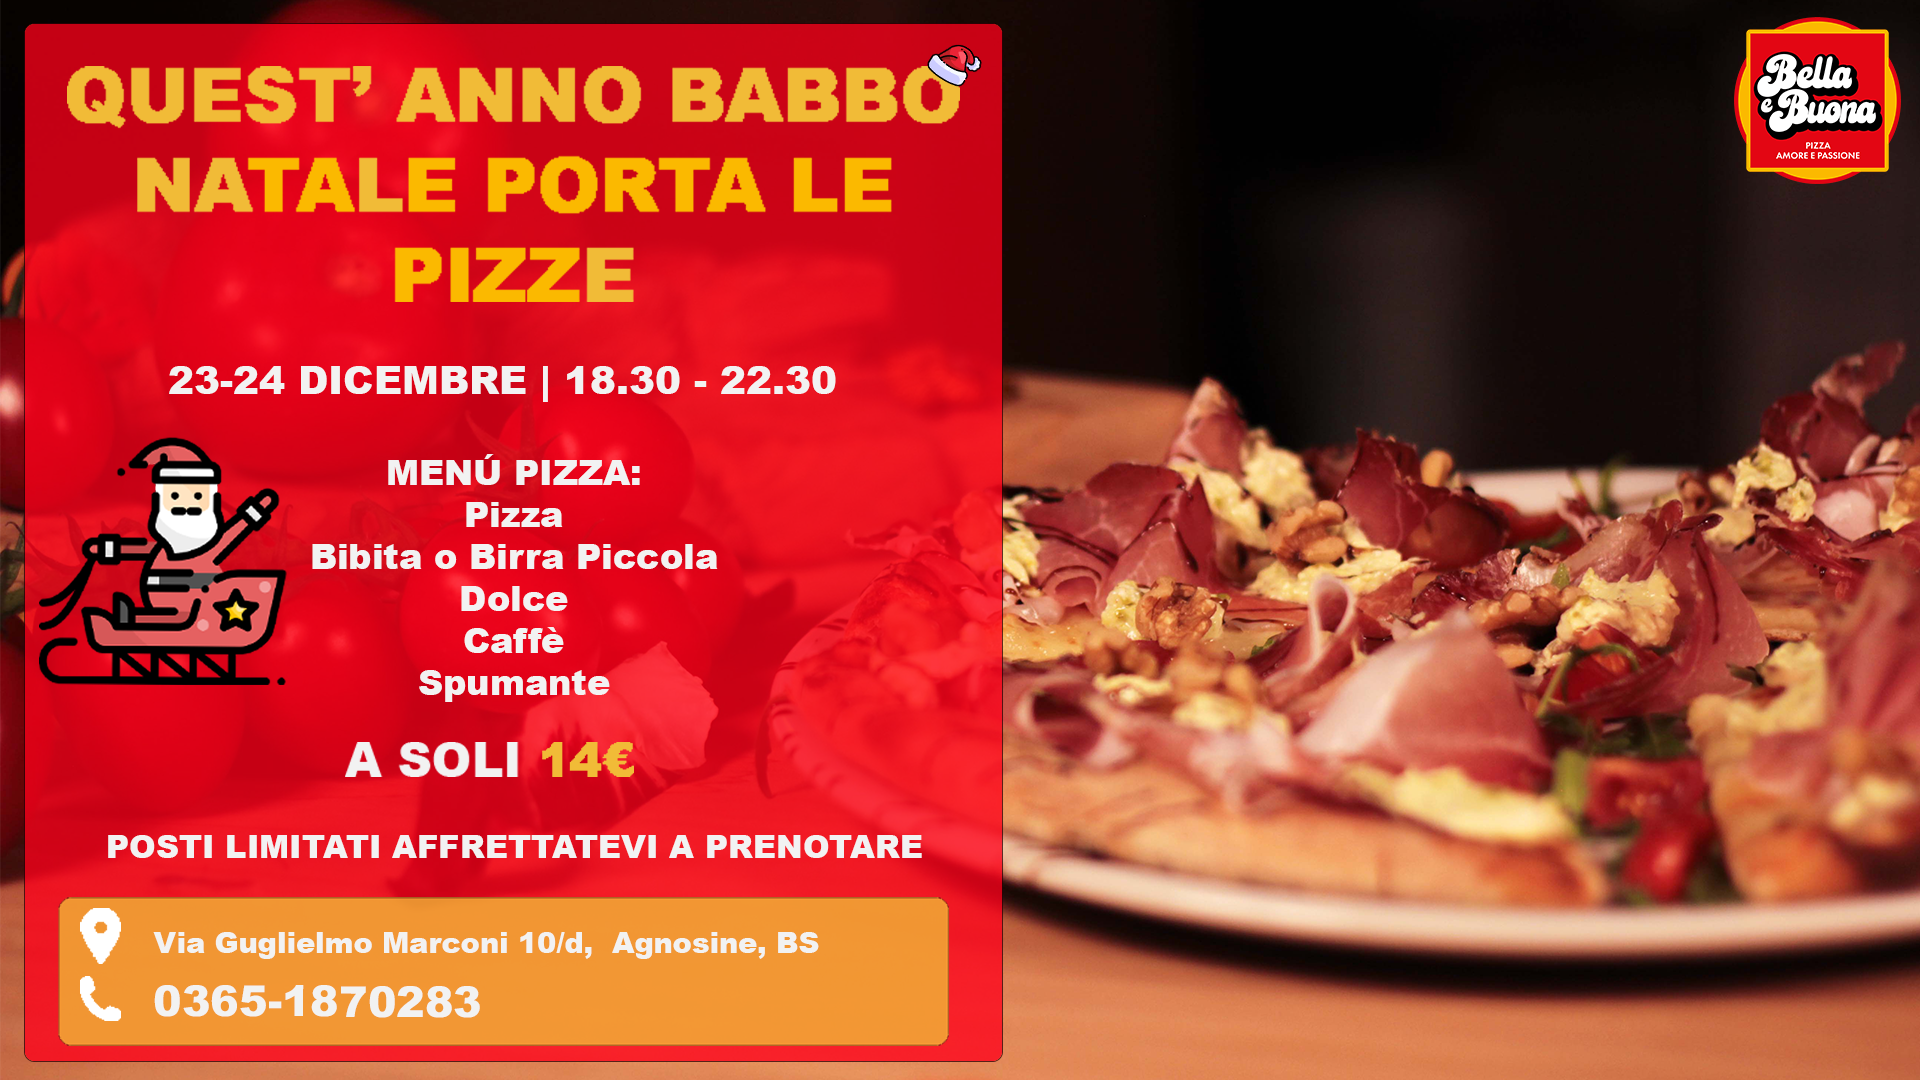 QUEST’ ANNO BABBO
NATALE PORTA LE
PIZZE
23-24 DICEMBRE | 18.30 - 22.30
MENÚ PIZZA:
Pizza
Bibita o Birra Piccola
Dolce
Caffè
Spumante
A SOLI 14€
POSTI LIMITATI AFFRETTATEVI A PRENOTARE
Via Guglielmo Marconi 10/d, Agnosine, BS
0365-1870283
Bella
e Buona
PIZZA
AMORE E PASSIONE